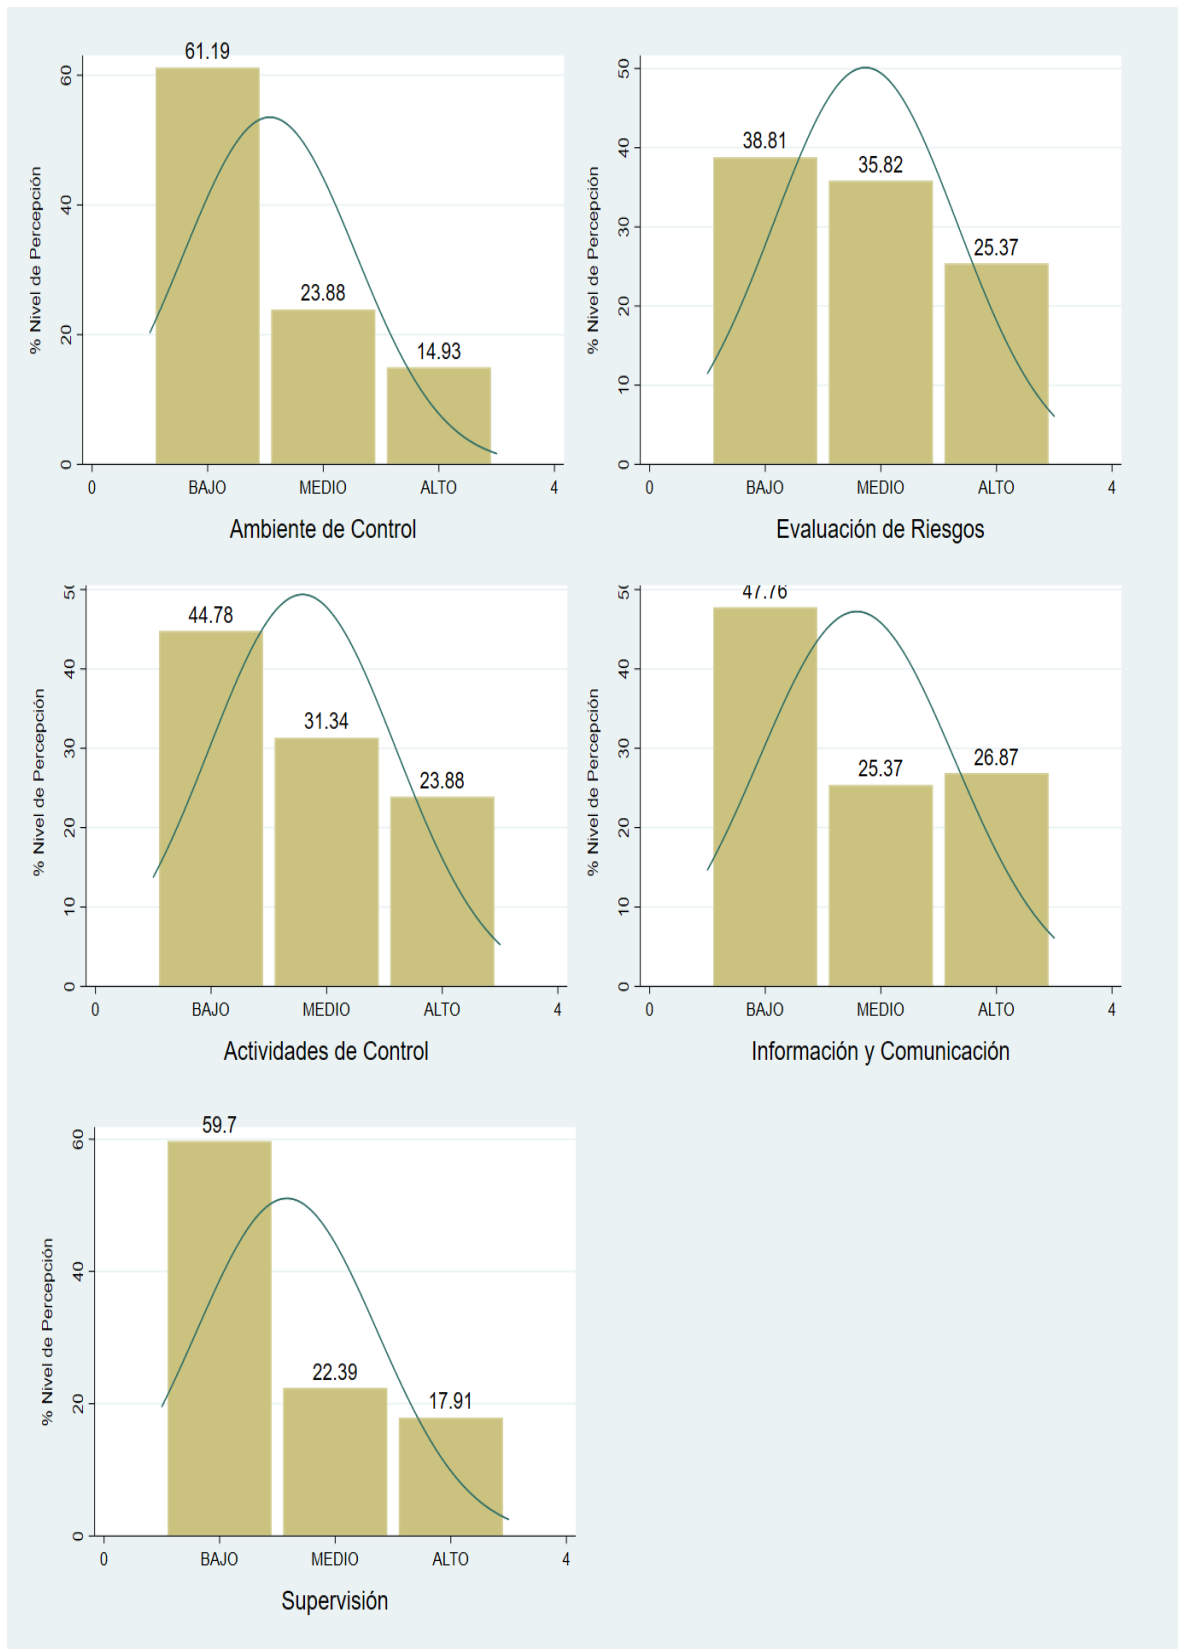 61.19
23.88
14.93
% Nivel de Percepción
0
20
40
60
0
BAJO
MEDIO
ALTO
4
Ambiente de Control
38.81
35.82
25.37
% Nivel de Percepción
0
10
20
30
40
50
0
BAJO
MEDIO
ALTO
4
Evaluación de Riesgos
44.78
31.34
23.88
% Nivel de Percepción
0
10
20
30
40
50
0
BAJO
MEDIO
ALTO
4
Actividades de Control
47.76
25.37
26.87
% Nivel de Percepción
0
10
20
30
40
50
0
BAJO
MEDIO
ALTO
4
Información y Comunicación
59.7
22.39
17.91
% Nivel de Percepción
0
20
40
60
0
BAJO
MEDIO
ALTO
4
Supervisión